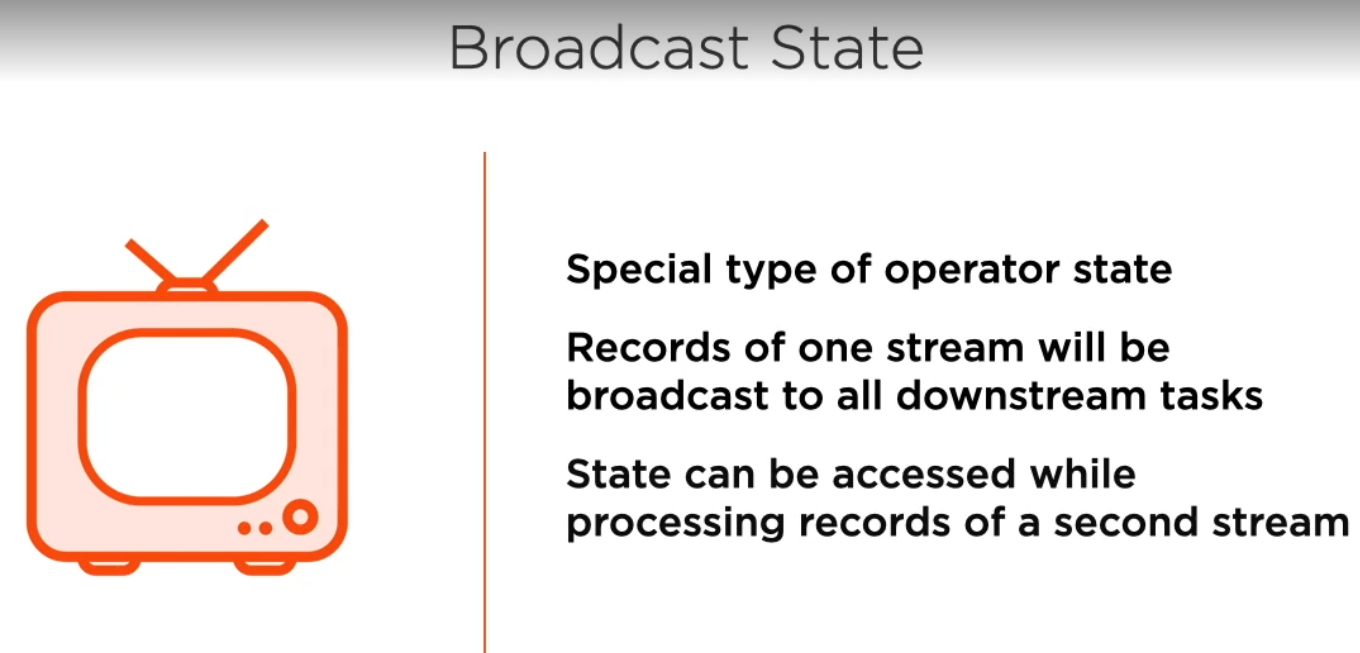 Broadcast State
Special type of operator state
Records of one stream will be
broadcast to all downstream tasks
State can be accessed while
processing records of a second stream